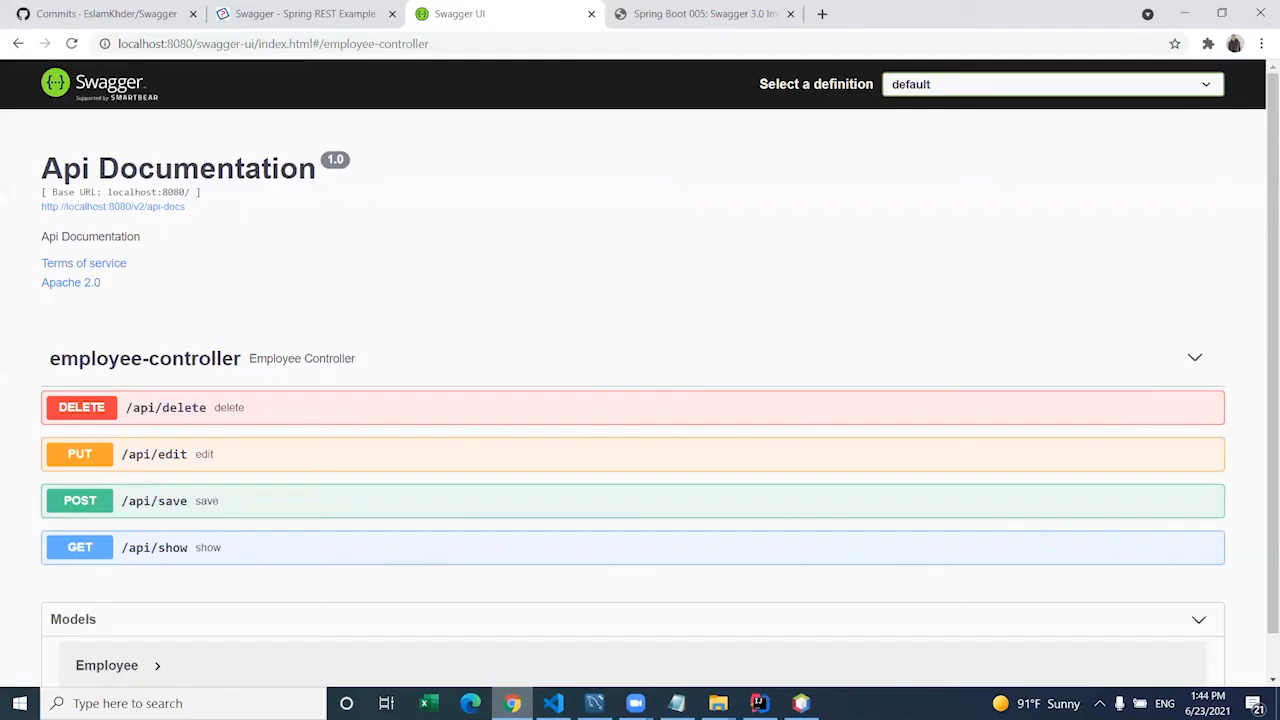 Commits · EslamKhder/Swagger
Swagger - Spring REST Example
Swagger UI
Spring Boot 005: Swagger 3.0 Im
localhost:8080/swagger-ui/index.html#/employee-controller
Swagger
Supported by SMARTBEAR
Select a definition
default
Api Documentation 1.0
[ Base URL: localhost:8080/ ]
http://localhost:8080/v2/api-docs
Api Documentation
Terms of service
Apache 2.0
employee-controller Employee Controller
DELETE /api/delete delete
PUT /api/edit edit
POST /api/save save
GET /api/show show
Models
Employee
Type here to search
91°F Sunny
ENG
1:44 PM
6/23/2021
21